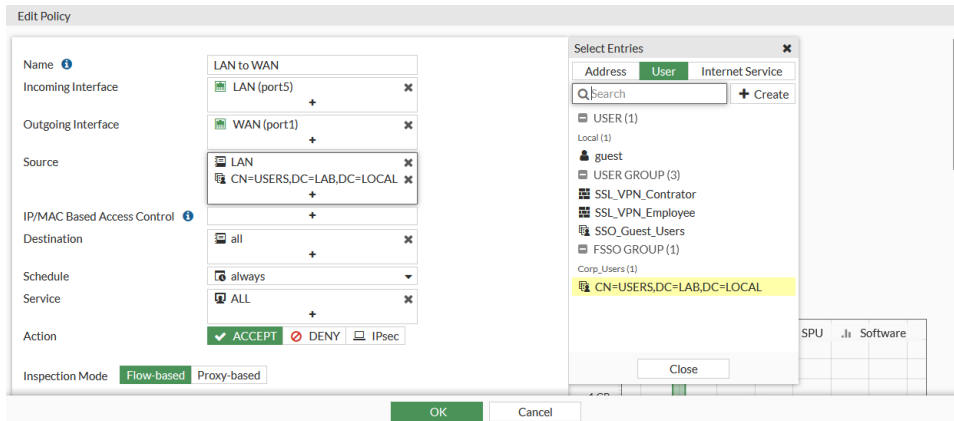 Edit Policy
Name
LAN to WAN
Incoming Interface
LAN (port5)
Outgoing Interface
WAN (port1)
Source
LAN
CN=USERS,DC=LAB,DC=LOCAL
IP/MAC Based Access Control
Destination
all
Schedule
always
Service
ALL
Action
ACCEPT DENY IPsec
Inspection Mode Flow-based Proxy-based
Select Entries
Address User Internet Service
Search + Create
USER (1)
Local (1)
guest
USER GROUP (3)
SSL_VPN_Contrator
SSL_VPN_Employee
SSO_Guest_Users
FSSO GROUP (1)
Corp_Users (1)
CN=USERS,DC=LAB,DC=LOCAL
Close
SPU Software
OK Cancel